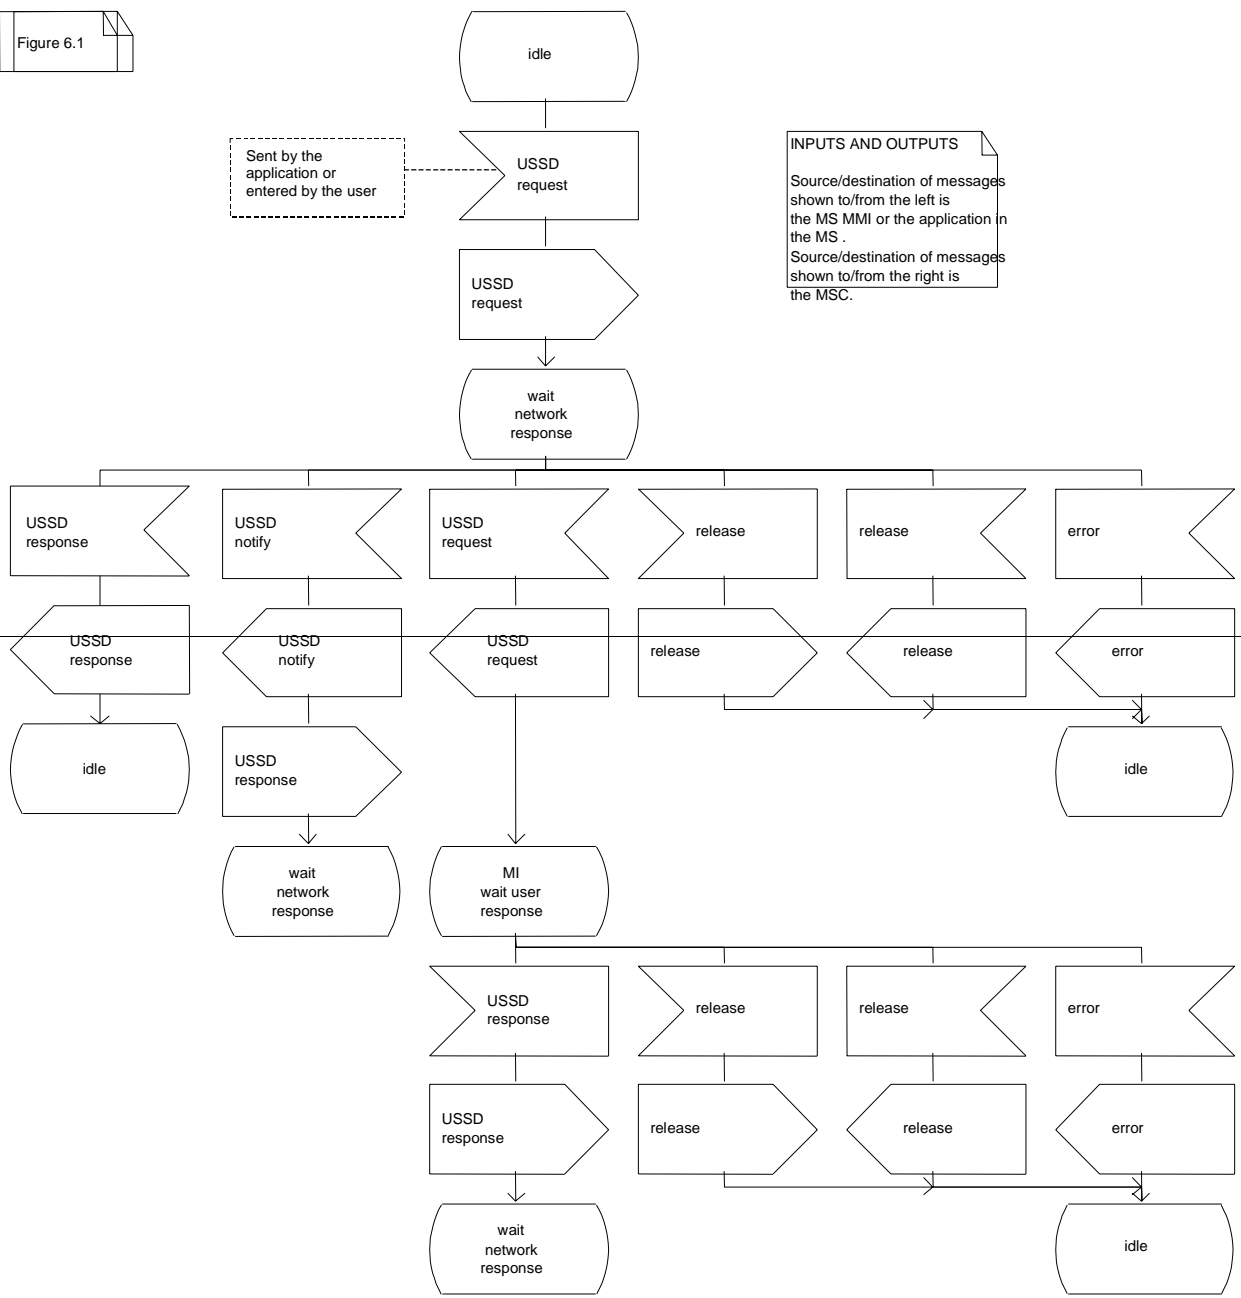 Figure 6.1
idle
Sent by the
application or
entered by the user
USSD
request
INPUTS AND OUTPUTS
Source/destination of messages
shown to/from the left is
the MS MMI or the application in
the MS .
Source/destination of messages
shown to/from the right is
the MSC.
USSD
request
wait
network
response
USSD
response
USSD
notify
USSD
request
release
release
error
USSD
response
USSD
notify
USSD
request
release
release
error
idle
USSD
response
idle
wait
network
response
MI
wait user
response
USSD
response
release
release
error
USSD
response
release
release
error
wait
network
response
idle